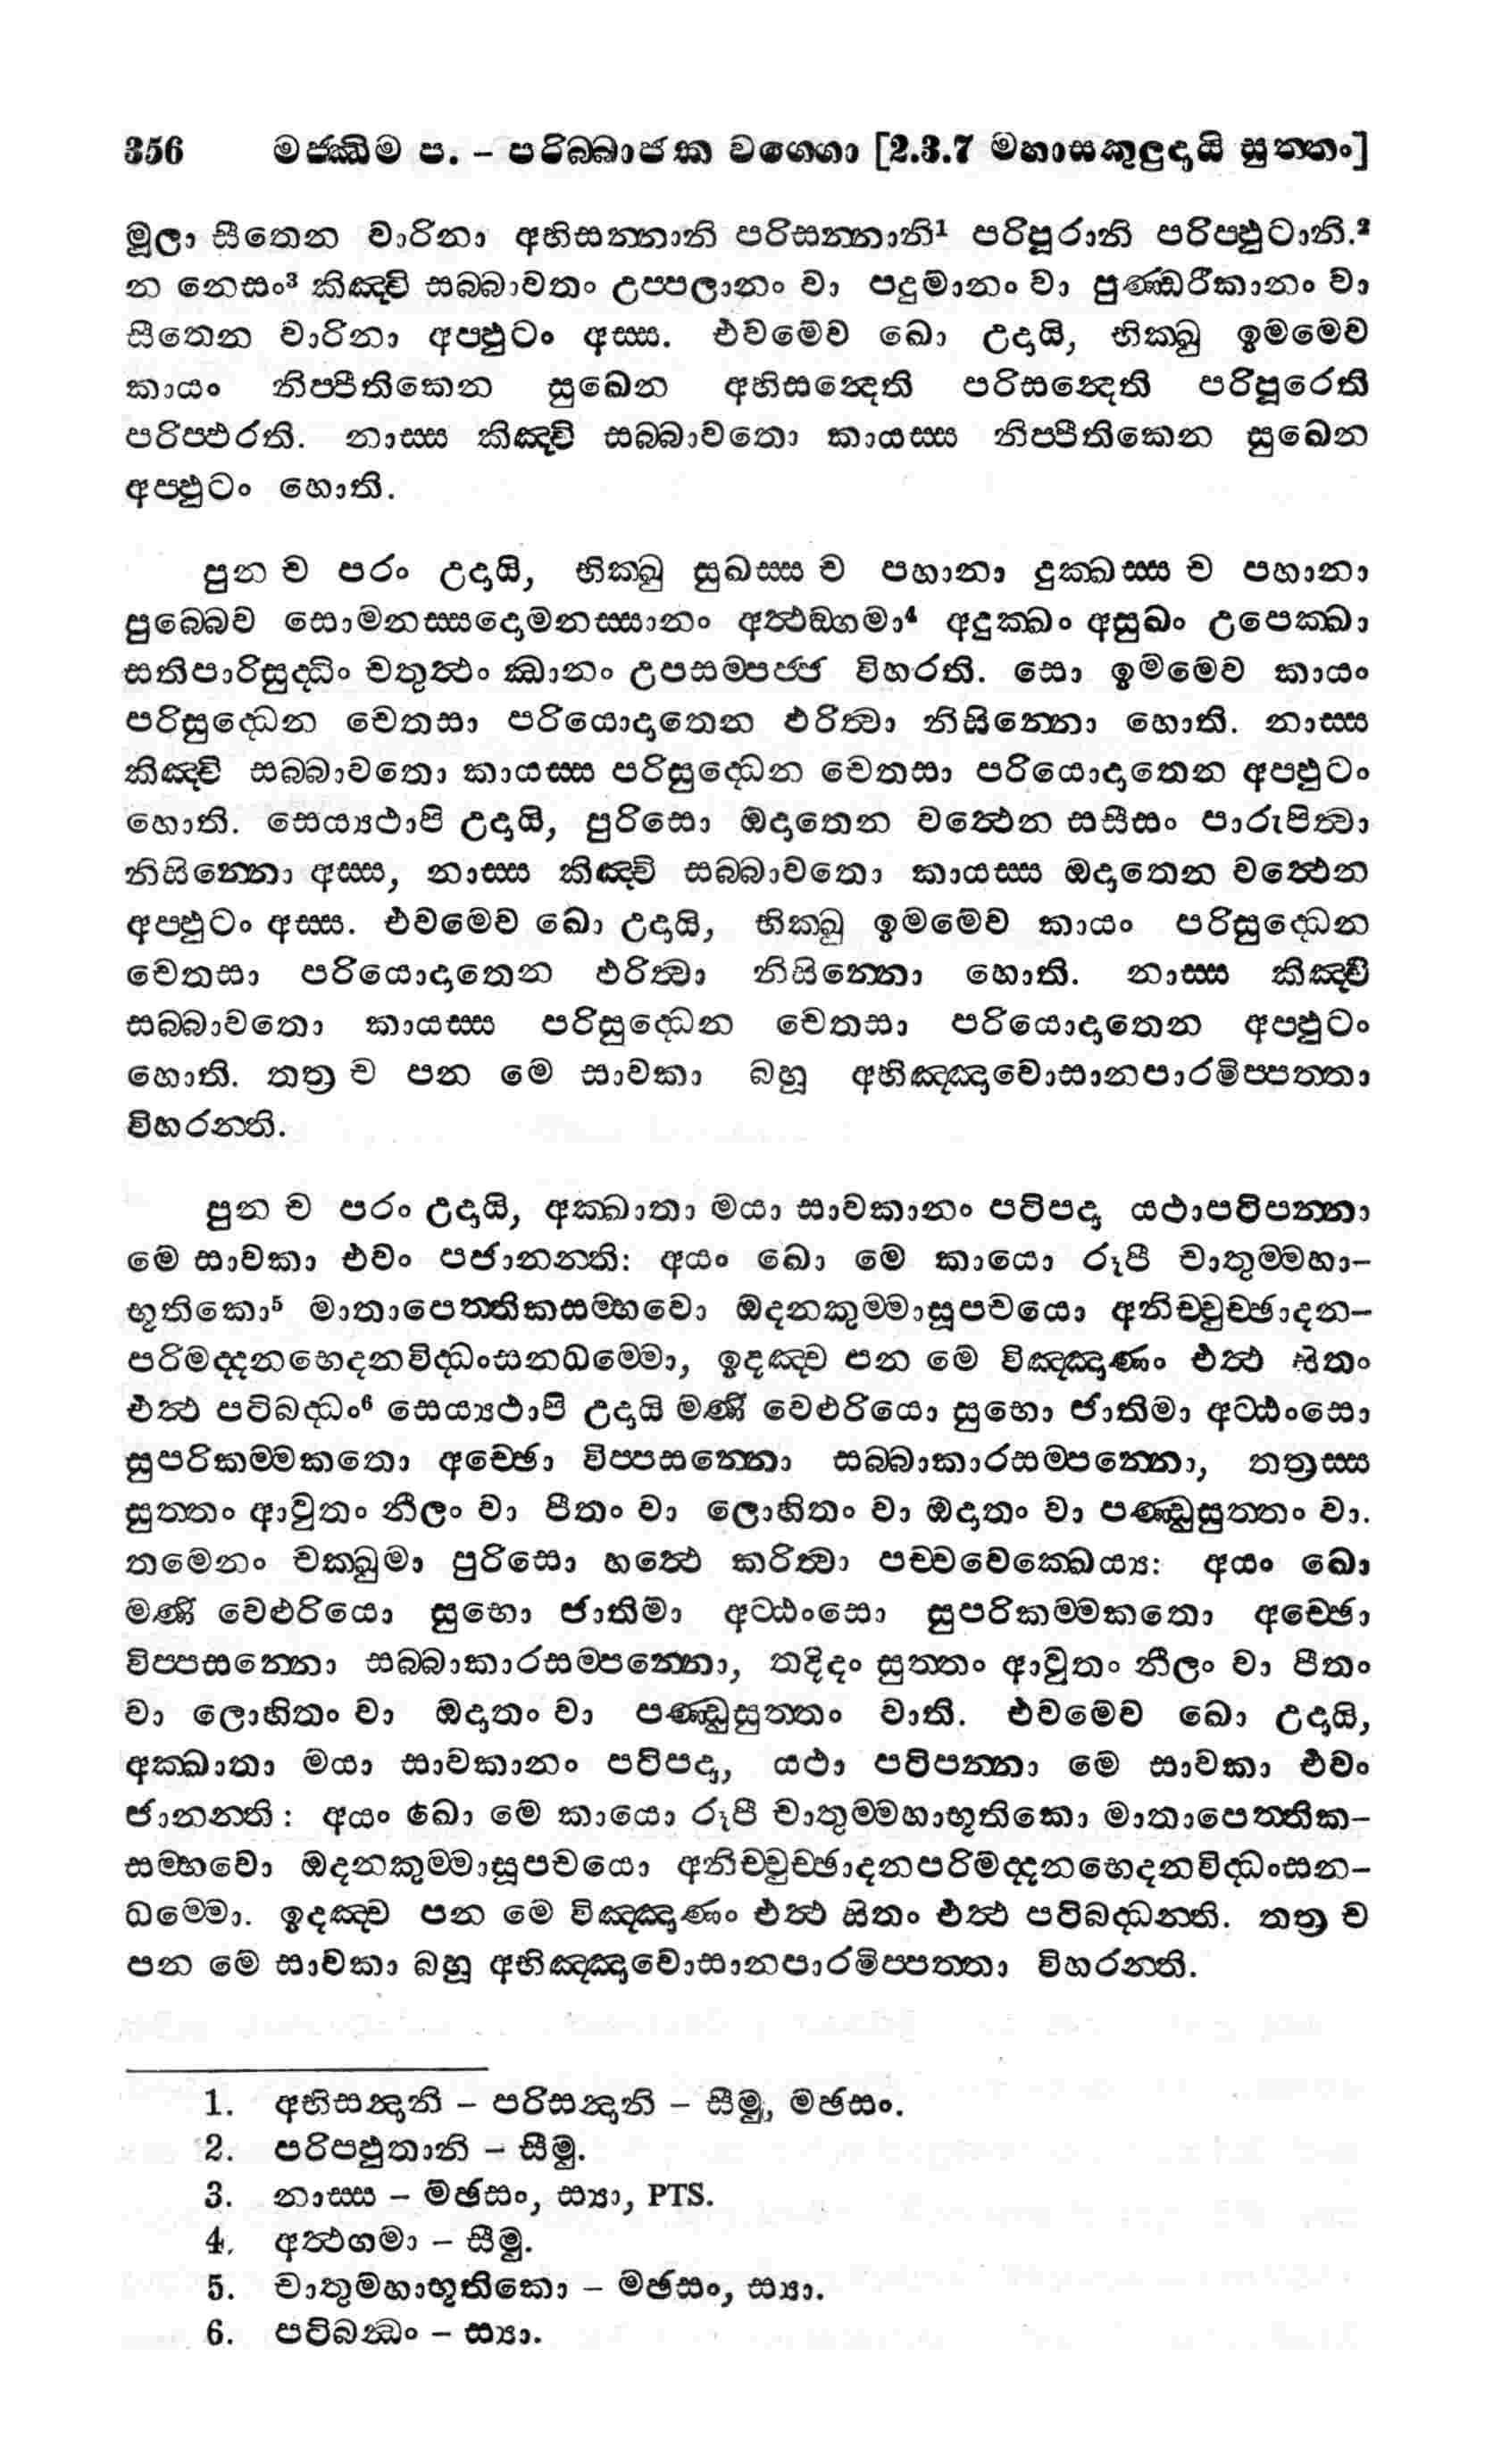 356 මජ්ඣිම ප. – පරිබ්බාජක වග්ගො [2.3.7 මහාසකුලුදායි සුත්තං]
මූලා සීතෙන වාරිනා අභිසන්නානි පරිසන්නානි¹ පරිපූරානි පරිප්ඵුටානි.²
න නෙසං³ කිඤ්චි සබ්බාවතං උප්පලානං වා පදුමානං වා පුණ්ඩරීකානං වා
සීතෙන වාරිනා අප්ඵුටං අස්ස. එවමෙව ඛො උදායි, භික්ඛු ඉමමෙව
කායං නිප්පීතිකෙන සුඛෙන අභිසන්දෙති පරිසන්දෙති පරිපූරෙති
පරිප්ඵරති. නාස්ස කිඤ්චි සබ්බාවතො කායස්ස නිප්පීතිකෙන සුඛෙන
අප්ඵුටං හොති.
පුන ච පරං උදායි, භික්ඛු සුඛස්ස ච පහානා දුක්ඛස්ස ච පහානා
පුබ්බෙව සොමනස්සදොමනස්සානං අත්ථඞ්ගමා⁴ අදුක්ඛං අසුඛං උපෙක්ඛා
සතිපාරිසුද්ධිං චතුත්ථං ඣානං උපසම්පජ්ජ විහරති. සො ඉමමෙව කායං
පරිසුද්ධෙන චෙතසා පරියොදාතෙන ඵරිත්වා නිසින්නො හොති. නාස්ස
කිඤ්චි සබ්බාවතො කායස්ස පරිසුද්ධෙන චෙතසා පරියොදාතෙන අප්ඵුටං
හොති. සෙය්‍යථාපි උදායි, පුරිසො ඔදාතෙන වත්ථෙන සසීසං පාරුපිත්වා
නිසින්නො අස්ස, නාස්ස කිඤ්චි සබ්බාවතො කායස්ස ඔදාතෙන වත්ථෙන
අප්ඵුටං අස්ස. එවමෙව ඛො උදායි, භික්ඛු ඉමමෙව කායං පරිසුද්ධෙන
චෙතසා පරියොදාතෙන ඵරිත්වා නිසින්නො හොති. නාස්ස කිඤ්චි
සබ්බාවතො කායස්ස පරිසුද්ධෙන චෙතසා පරියොදාතෙන අප්ඵුටං
හොති. තත්‍ර ච පන මෙ සාවකා බහූ අභිඤ්ඤාවොසානපාරමිප්පත්තා
විහරන්ති.
පුන ච පරං උදායි, අක්ඛාතා මයා සාවකානං පටිපදා යථාපටිපන්නා
මෙ සාවකා එවං පජානන්ති: අයං ඛො මෙ කායො රූපී චාතුම්මහා-
භූතිකො⁵ මාතාපෙත්තිකසම්භවො ඔදනකුම්මාසූපචයො අනිච්චුච්ඡාදන-
පරිමද්දනභෙදනවිද්ධංසනධම්මො, ඉදඤ්ච පන මෙ විඤ්ඤාණං එත්ථ සිතං
එත්ථ පටිබද්ධං⁶ සෙය්‍යථාපි උදායි මණි වෙළුරියො සුභො ජාතිමා අට්ඨංසො
සුපරිකම්මකතො අච්ඡො විප්පසන්නො සබ්බාකාරසම්පන්නො, තත්‍රස්ස
සුත්තං ආවුතං නීලං වා පීතං වා ලොහිතං වා ඔදාතං වා පණ්ඩුසුත්තං වා.
තමෙනං චක්ඛුමා පුරිසො හත්ථෙ කරිත්වා පච්චවෙක්ඛෙය්‍ය: අයං ඛො
මණි වෙළුරියො සුභො ජාතිමා අට්ඨංසො සුපරිකම්මකතො අච්ඡො
විප්පසන්නො සබ්බාකාරසම්පන්නො, තදිදං සුත්තං ආවුතං නීලං වා පීතං
වා ලොහිතං වා ඔදාතං වා පණ්ඩුසුත්තං වාති. එවමෙව ඛො උදායි,
අක්ඛාතා මයා සාවකානං පටිපදා, යථා පටිපන්නා මෙ සාවකා එවං
ජානන්ති: අයං ඛො මෙ කායො රූපී චාතුම්මහාභූතිකො මාතාපෙත්තික-
සම්භවො ඔදනකුම්මාසූපචයො අනිච්චුච්ඡාදනපරිමද්දනභෙදනවිද්ධංසන-
ධම්මො. ඉදඤ්ච පන මෙ විඤ්ඤාණං එත්ථ සිතං එත්ථ පටිබද්ධන්ති. තත්‍ර ච
පන මෙ සාවකා බහූ අභිඤ්ඤාවොසානපාරමිප්පත්තා විහරන්ති.
1. අභිසන්දානි – පරිසන්දානි – සීමු, මඡසං.
2. පරිප්ඵුතානි – සීමු.
3. නාස්ස – මඡසං, ස්‍යා, PTS.
4. අත්ථගමා – සීමු.
5. චාතුමහාභූතිකො – මඡසං, ස්‍යා.
6. පටිබන්ධං – ස්‍යා.